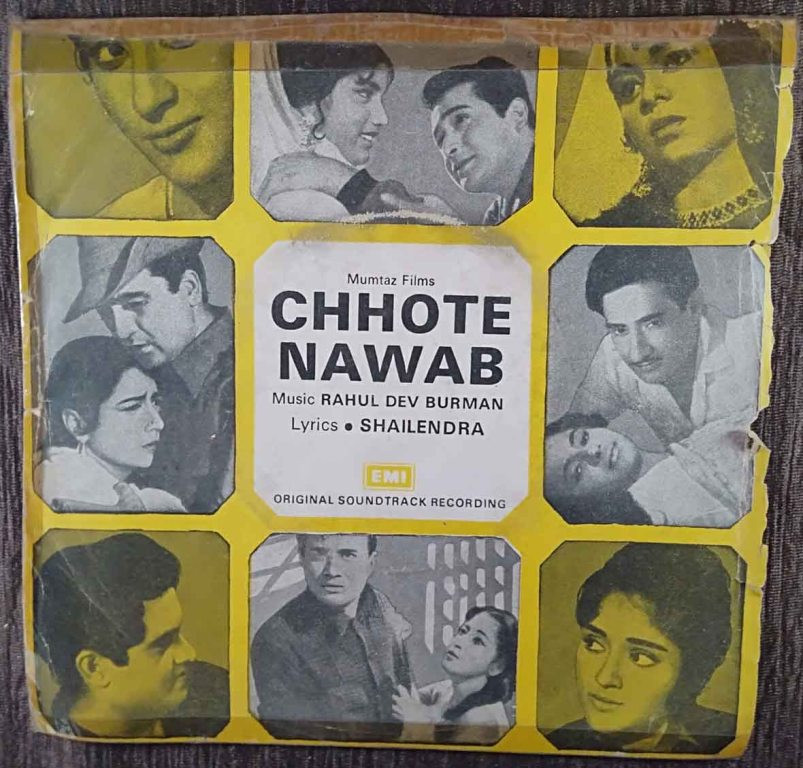 Mumtaz Films
CHHOTE
NAWAB
Music RAHUL DEV BURMAN
Lyrics • SHAILENDRA
EMI
ORIGINAL SOUNDTRACK RECORDING